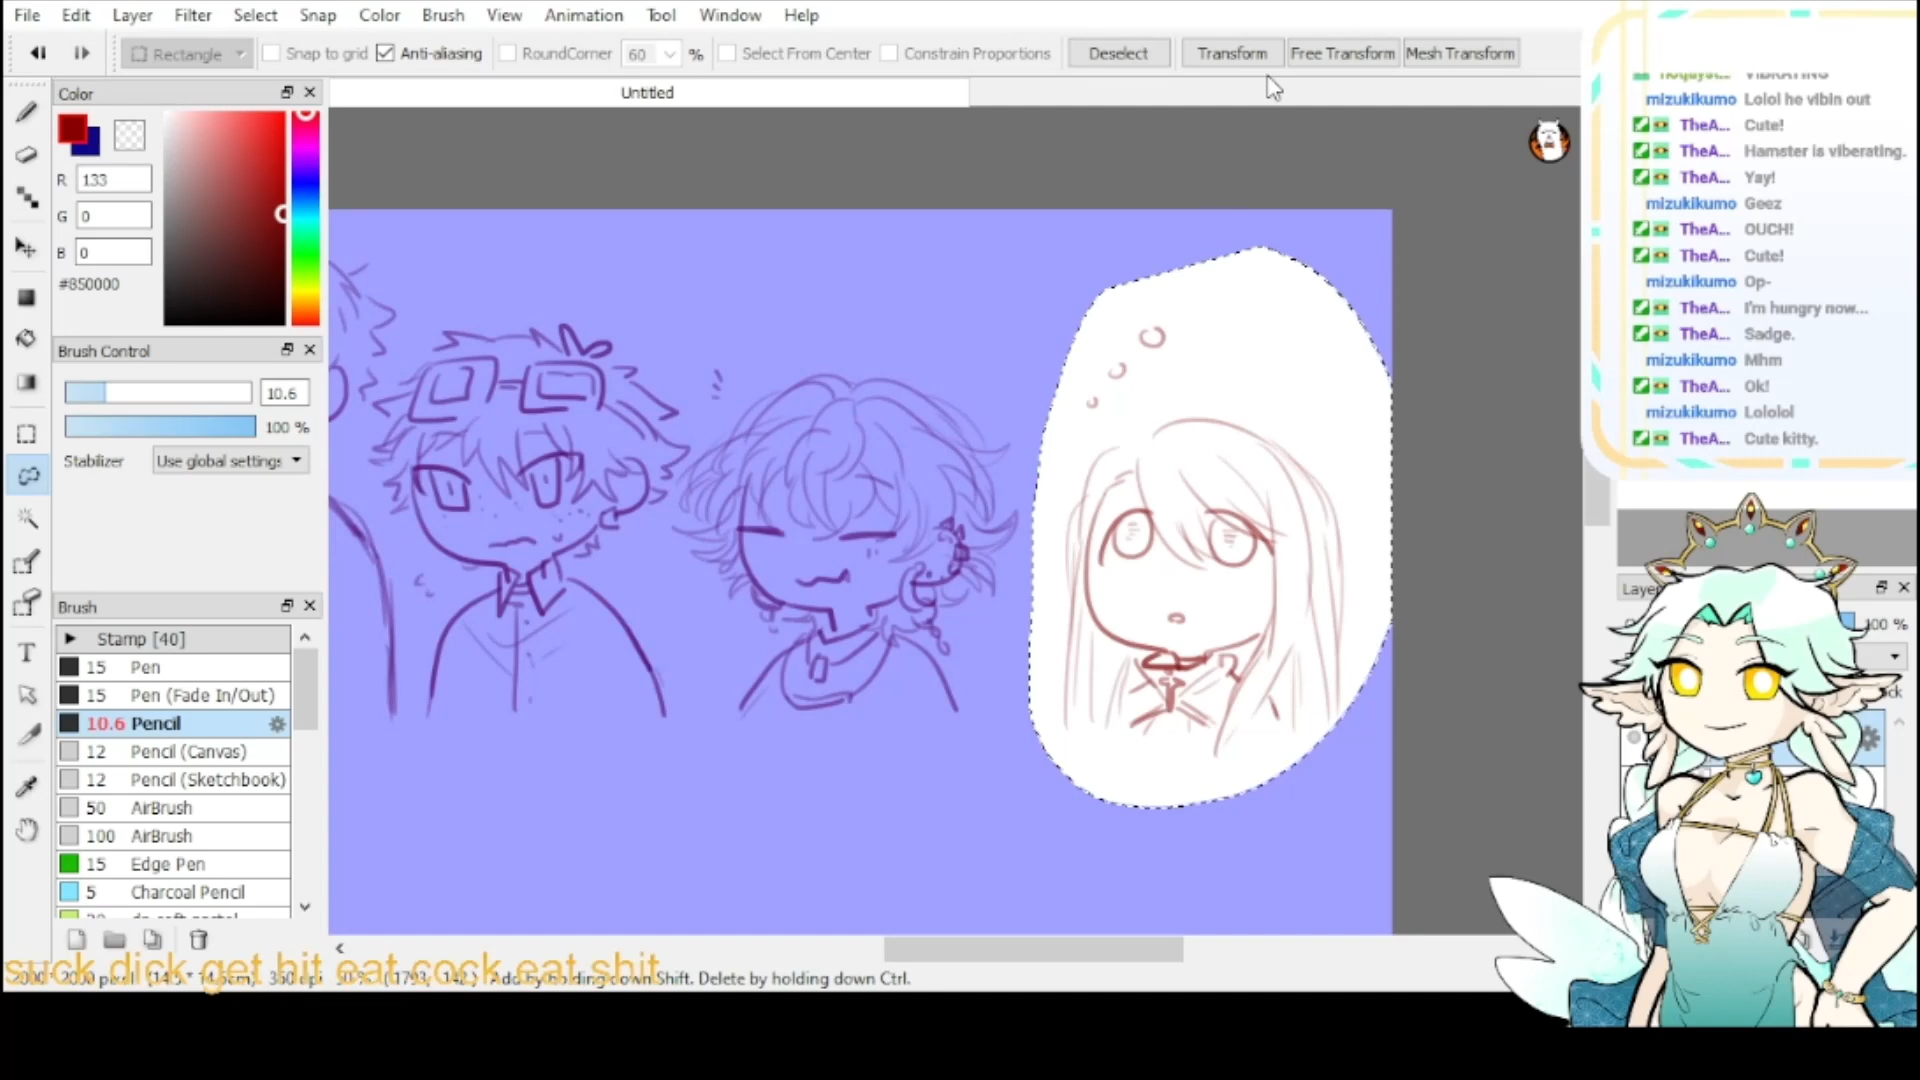 File Edit Layer Filter Select Snap Color Brush View Animation Tool Window Help
Rectangle Snap to grid Anti-aliasing RoundCorner 60 % Select From Center Constrain Proportions Deselect Transform Free Transform Mesh Transform
Color
Untitled
R 133
G 0
B 0
#850000
Brush Control
10.6
100 %
Stabilizer Use global settings
Brush
Stamp [40]
15 Pen
15 Pen (Fade In/Out)
10.6 Pencil
12 Pencil (Canvas)
12 Pencil (Sketchbook)
50 AirBrush
100 AirBrush
15 Edge Pen
5 Charcoal Pencil
suck dick get hit eat cock eat shit
Shift. Delete by holding down Ctrl.
VIBRATING
mizukikumo Lolol he vibin out
TheA... Cute!
TheA... Hamster is viberating.
TheA... Yay!
mizukikumo Geez
TheA... OUCH!
TheA... Cute!
mizukikumo Op-
TheA... I'm hungry now...
TheA... Sadge.
mizukikumo Mhm
TheA... Ok!
mizukikumo Lololol
TheA... Cute kitty.
Laye
100 %